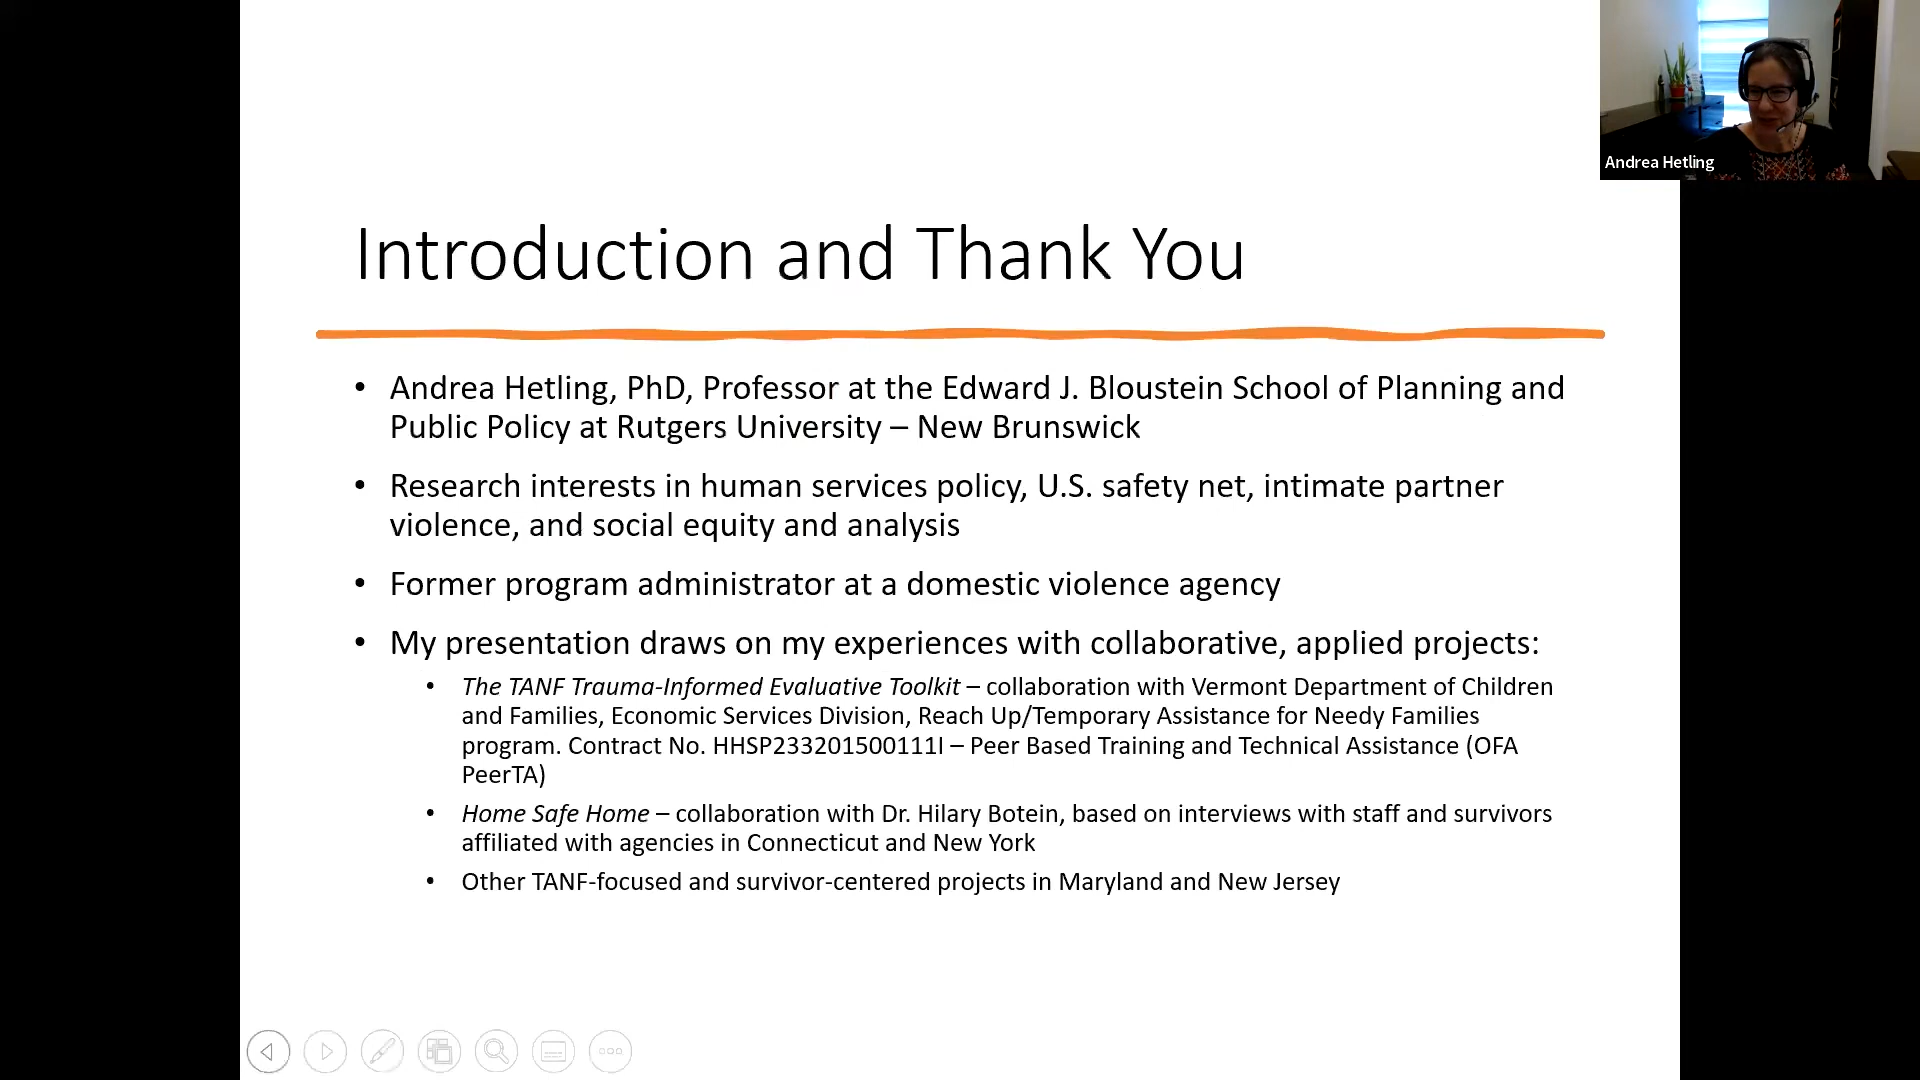 Andrea Hetling
Introduction and Thank You
• Andrea Hetling, PhD, Professor at the Edward J. Bloustein School of Planning and
Public Policy at Rutgers University – New Brunswick
• Research interests in human services policy, U.S. safety net, intimate partner
violence, and social equity and analysis
• Former program administrator at a domestic violence agency
• My presentation draws on my experiences with collaborative, applied projects:
• The TANF Trauma-Informed Evaluative Toolkit – collaboration with Vermont Department of Children
and Families, Economic Services Division, Reach Up/Temporary Assistance for Needy Families
program. Contract No. HHSP233201500111I – Peer Based Training and Technical Assistance (OFA
PeerTA)
• Home Safe Home – collaboration with Dr. Hilary Botein, based on interviews with staff and survivors
affiliated with agencies in Connecticut and New York
• Other TANF-focused and survivor-centered projects in Maryland and New Jersey